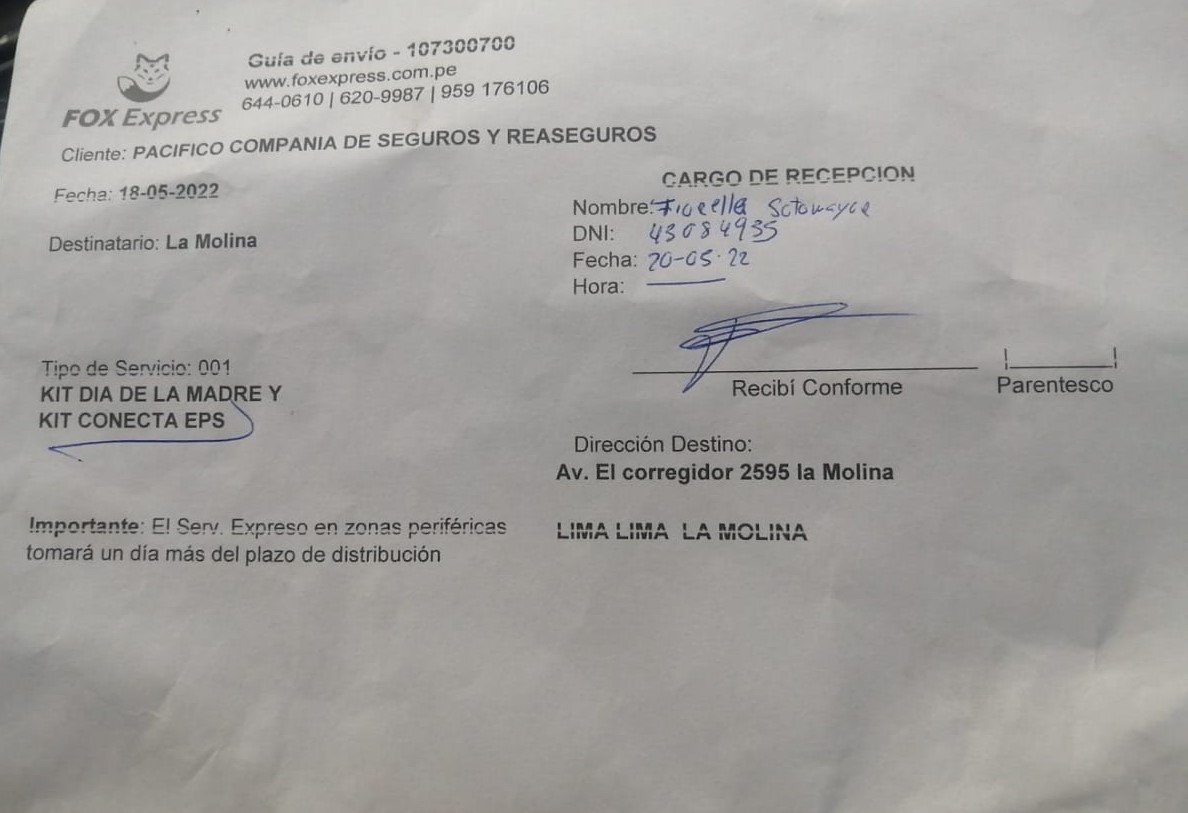 Guía de envío - 107300700
www.foxexpress.com.pe
644-0610 | 620-9987 | 959 176106
FOX Express
Cliente: PACIFICO COMPANIA DE SEGUROS Y REASEGUROS
Fecha: 18-05-2022
Destinatario: La Molina
CARGO DE RECEPCION
Nombre: Fiorella Sotomayor
DNI: 43084935
Fecha: 20-05-22
Hora:
Recibí Conforme
Parentesco
Tipo de Servicio: 001
KIT DIA DE LA MADRE Y
KIT CONECTA EPS
Dirección Destino:
Av. El corregidor 2595 la Molina
Importante: El Serv. Expreso en zonas periféricas
tomará un día más del plazo de distribución
LIMA LIMA LA MOLINA